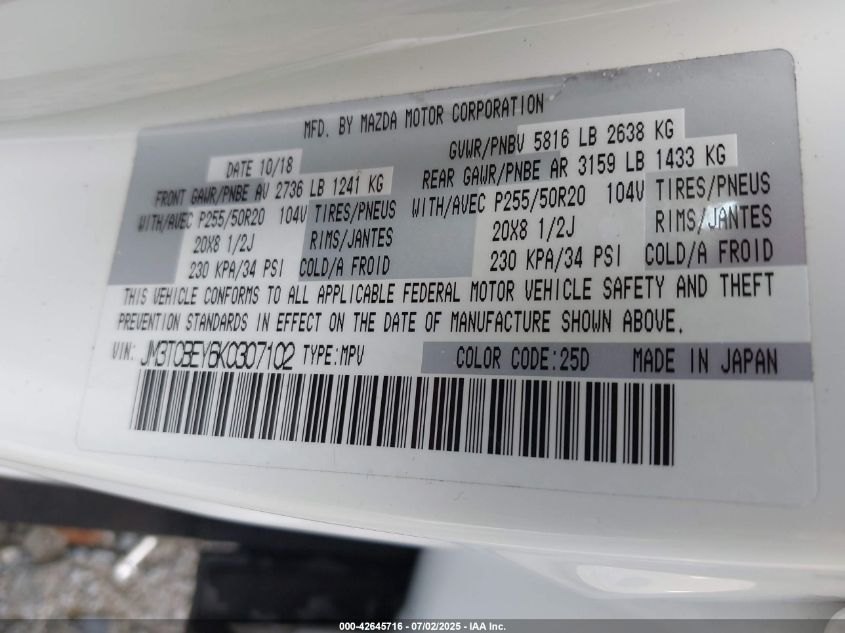 MFD. BY MAZDA MOTOR CORPORATION
DATE 10/18
GVWR/PNBV 5816 LB 2638 KG
FRONT GAWR/PNBE AV 2736 LB 1241 KG
REAR GAWR/PNBE AR 3159 LB 1433 KG
WITH/AVEC P255/50R20 104V TIRES/PNEUS
WITH/AVEC P255/50R20 104V TIRES/PNEUS
20X8 1/2J RIMS/JANTES
20X8 1/2J RIMS/JANTES
230 KPA/34 PSI COLD/A FROID
230 KPA/34 PSI COLD/A FROID
THIS VEHICLE CONFORMS TO ALL APPLICABLE FEDERAL MOTOR VEHICLE SAFETY AND THEFT
PREVENTION STANDARDS IN EFFECT ON THE DATE OF MANUFACTURE SHOWN ABOVE.
VIN: JM3TCBEY6K0307102 TYPE:MPV COLOR CODE:25D MADE IN JAPAN
000-42645716 - 07/02/2025 - IAA Inc.